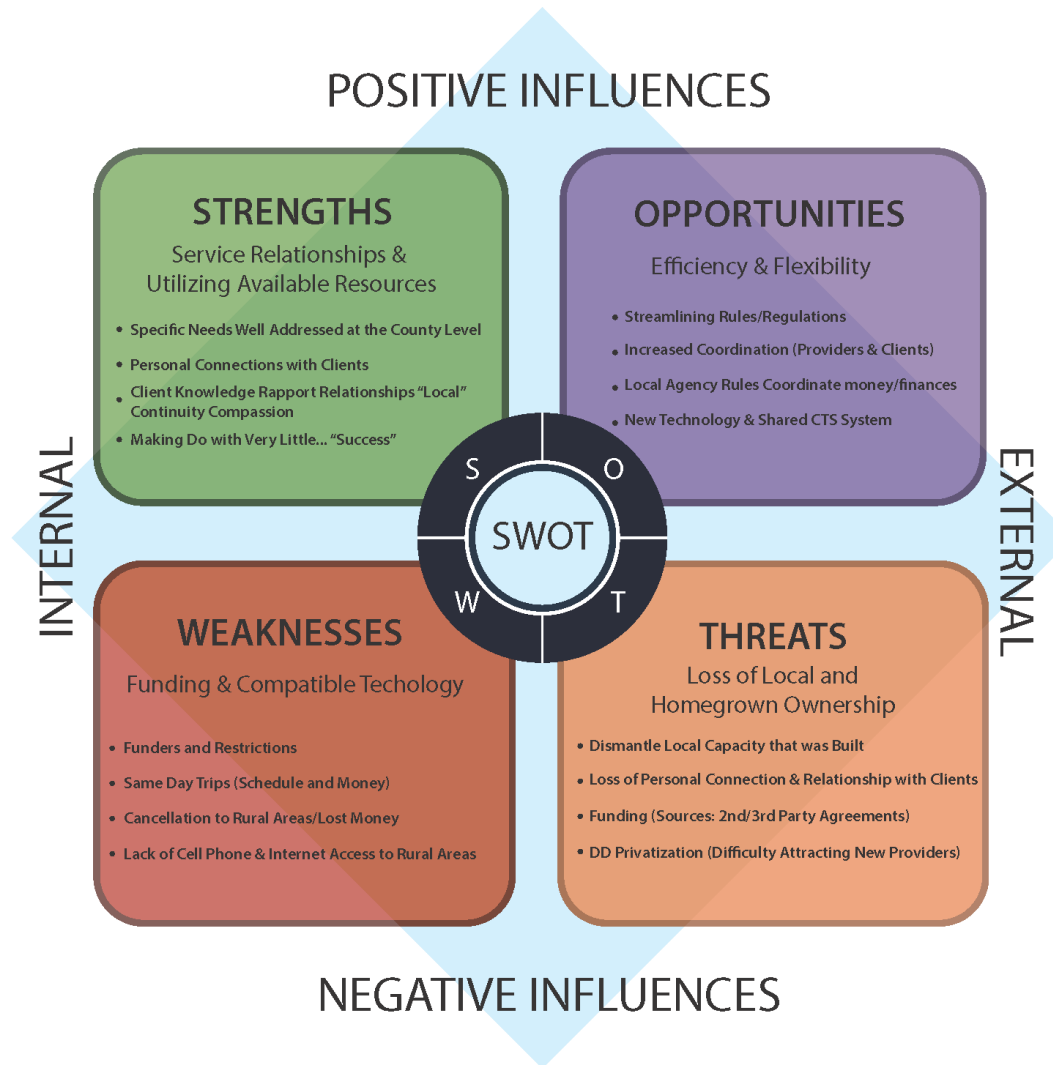 POSITIVE INFLUENCES
STRENGTHS
Service Relationships &
Utilizing Available Resources
• Specific Needs Well Addressed at the County Level
• Personal Connections with Clients
• Client Knowledge Rapport Relationships “Local”
Continuity Compassion
• Making Do with Very Little... “Success”
OPPORTUNITIES
Efficiency & Flexibility
• Streamlining Rules/Regulations
• Increased Coordination (Providers & Clients)
• Local Agency Rules Coordinate money/finances
• New Technology & Shared CTS System
INTERNAL
S
O
SWOT
W
T
EXTERNAL
WEAKNESSES
Funding & Compatible Techology
• Funders and Restrictions
• Same Day Trips (Schedule and Money)
• Cancellation to Rural Areas/Lost Money
• Lack of Cell Phone & Internet Access to Rural Areas
THREATS
Loss of Local and
Homegrown Ownership
• Dismantle Local Capacity that was Built
• Loss of Personal Connection & Relationship with Clients
• Funding (Sources: 2nd/3rd Party Agreements)
• DD Privatization (Difficulty Attracting New Providers)
NEGATIVE INFLUENCES